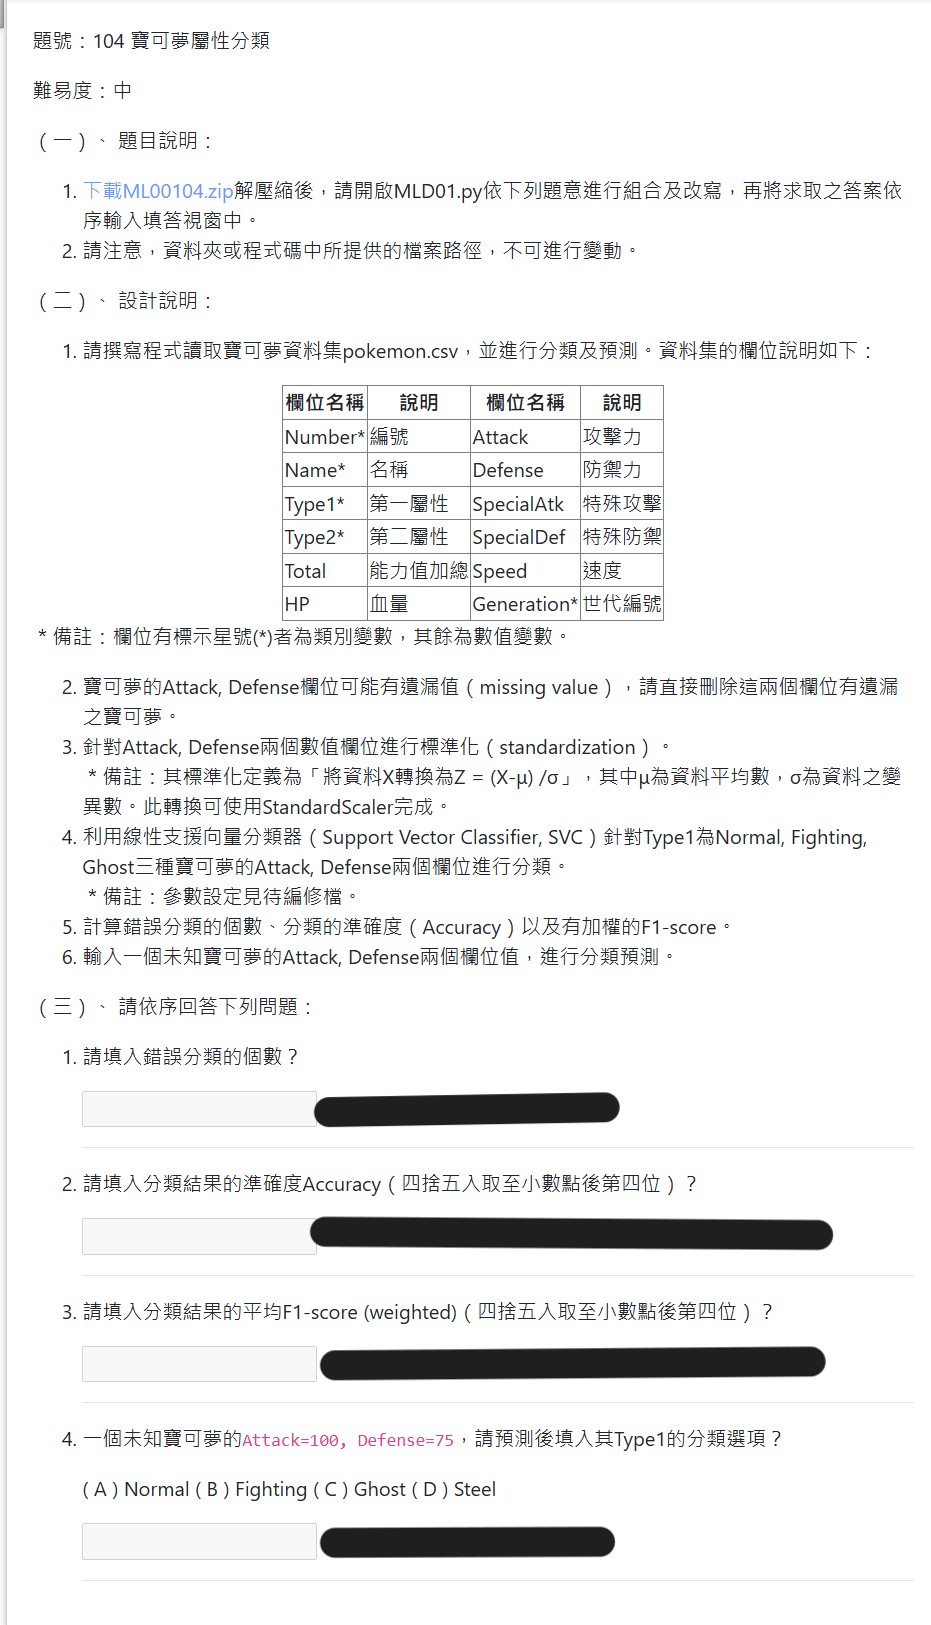 題號：104 寶可夢屬性分類
難易度：中
（一）、 題目說明：
1. 下載ML00104.zip解壓縮後，請開啟MLD01.py依下列題意進行組合及改寫，再將求取之答案依
序輸入填答視窗中。
2. 請注意，資料夾或程式碼中所提供的檔案路徑，不可進行變動。
（二）、 設計說明：
1. 請撰寫程式讀取寶可夢資料集pokemon.csv，並進行分類及預測。資料集的欄位說明如下：
欄位名稱 說明 欄位名稱 說明
Number* 編號 Attack 攻擊力
Name* 名稱 Defense 防禦力
Type1* 第一屬性 SpecialAtk 特殊攻擊
Type2* 第二屬性 SpecialDef 特殊防禦
Total 能力值加總 Speed 速度
HP 血量 Generation* 世代編號
* 備註：欄位有標示星號(*)者為類別變數，其餘為數值變數。
2. 寶可夢的Attack, Defense欄位可能有遺漏值（missing value），請直接刪除這兩個欄位有遺漏
之寶可夢。
3. 針對Attack, Defense兩個數值欄位進行標準化（standardization）。
* 備註：其標準化定義為「將資料X轉換為Z = (X-μ) /σ」，其中μ為資料平均數，σ為資料之變
異數。此轉換可使用StandardScaler完成。
4. 利用線性支援向量分類器（Support Vector Classifier, SVC）針對Type1為Normal, Fighting,
Ghost三種寶可夢的Attack, Defense兩個欄位進行分類。
* 備註：參數設定見待編修檔。
5. 計算錯誤分類的個數、分類的準確度（Accuracy）以及有加權的F1-score。
6. 輸入一個未知寶可夢的Attack, Defense兩個欄位值，進行分類預測。
（三）、 請依序回答下列問題：
1. 請填入錯誤分類的個數？
2. 請填入分類結果的準確度Accuracy（四捨五入取至小數點後第四位）？
3. 請填入分類結果的平均F1-score (weighted)（四捨五入取至小數點後第四位）？
4. 一個未知寶可夢的Attack=100, Defense=75，請預測後填入其Type1的分類選項？
(A) Normal (B) Fighting (C) Ghost (D) Steel